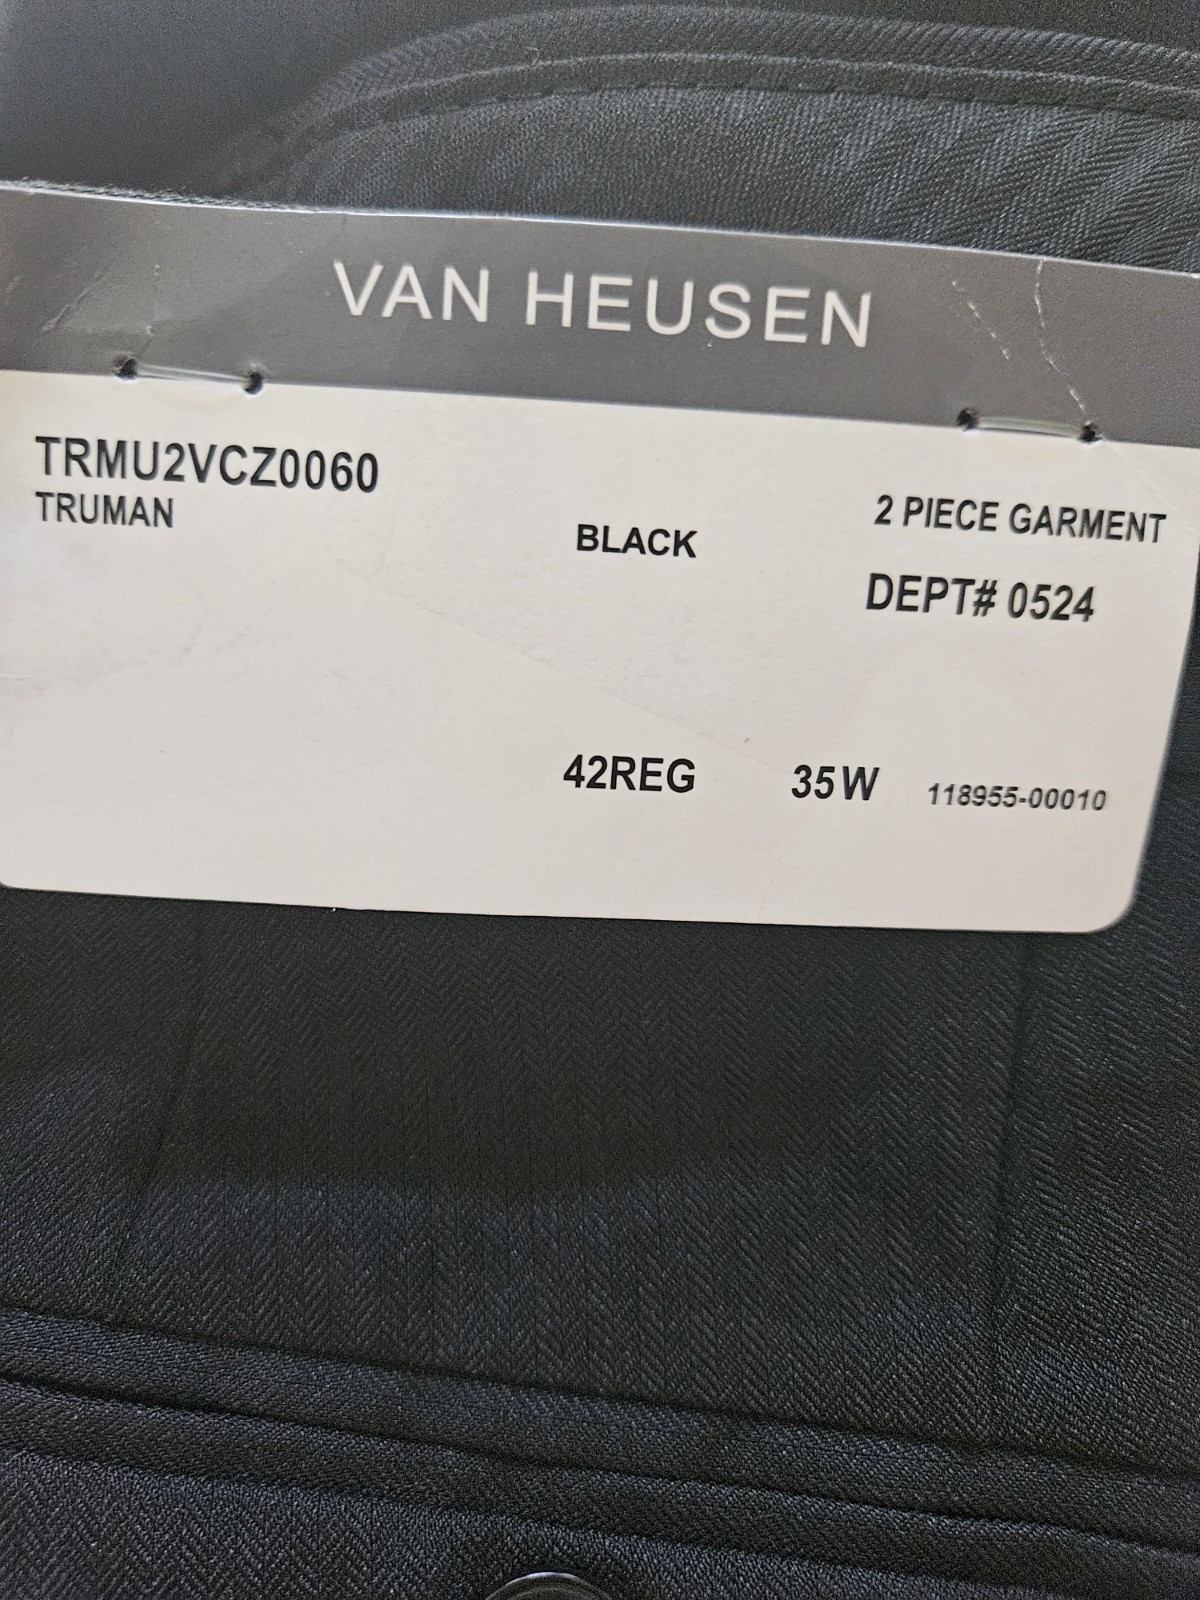 VAN HEUSEN
TRMU2VCZ0060
TRUMAN
BLACK
2 PIECE GARMENT
DEPT# 0524
42REG 35W 118955-00010